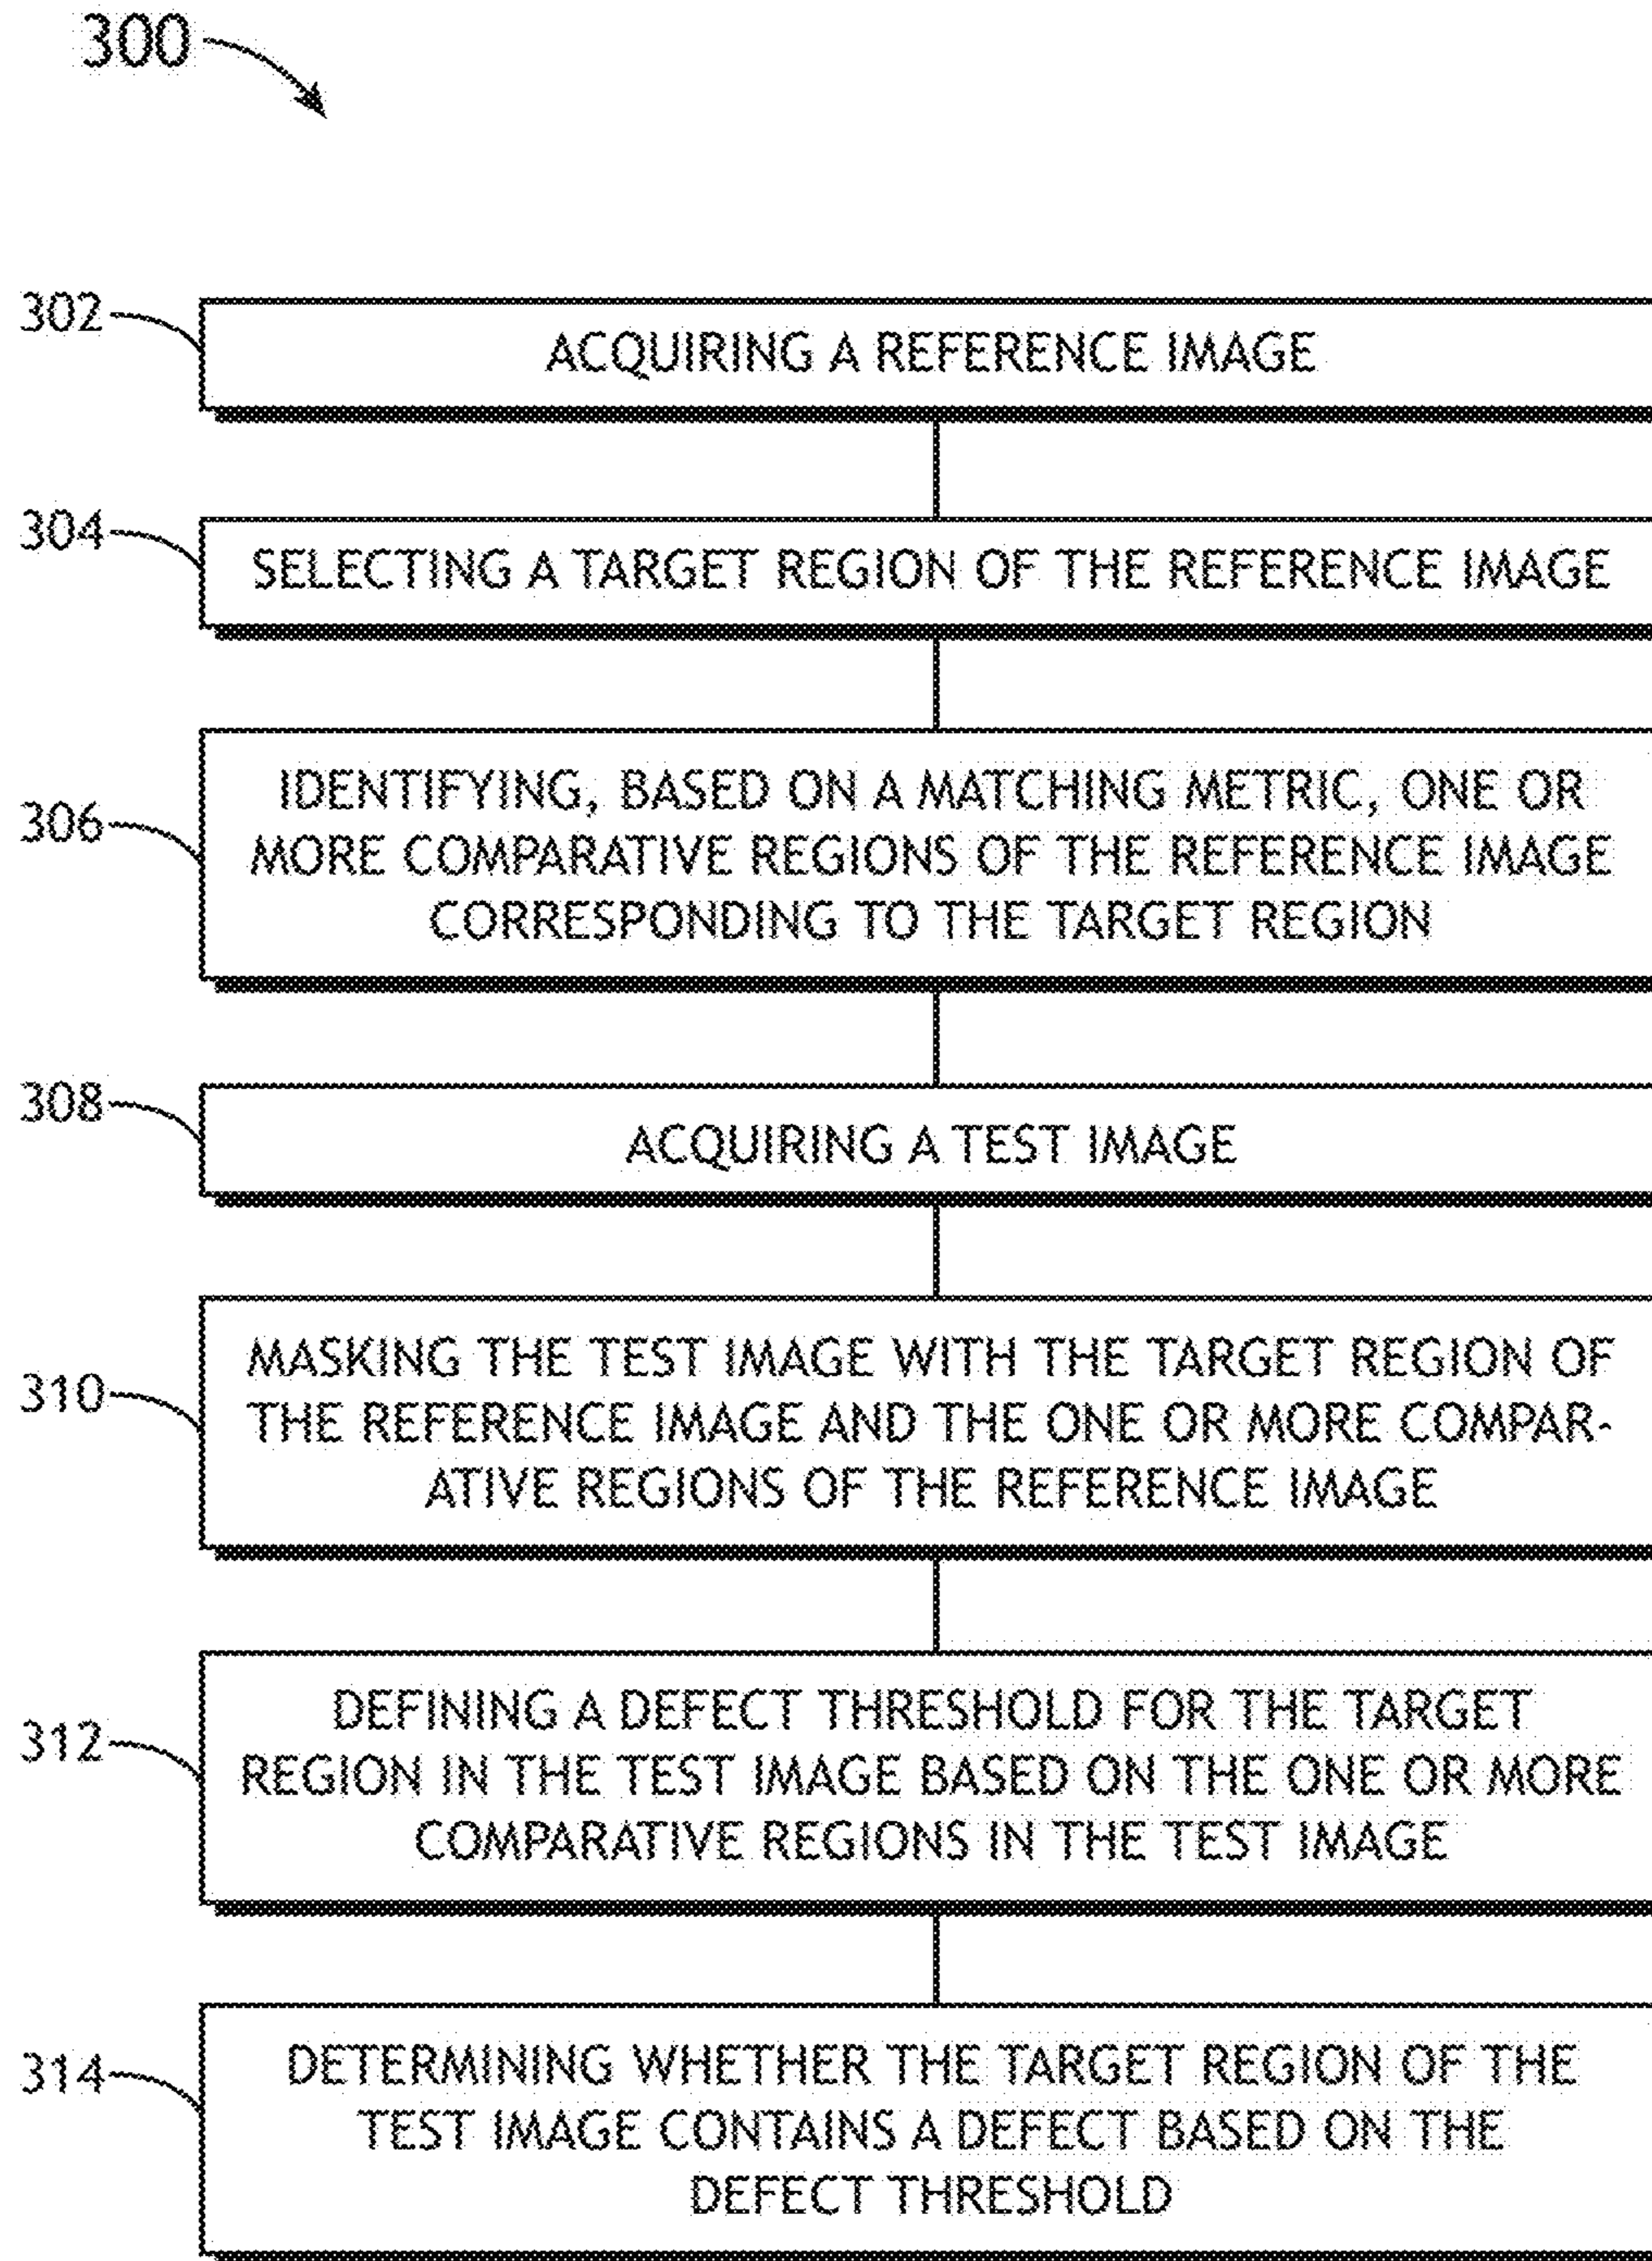 300
302
ACQUIRING A REFERENCE IMAGE
304
SELECTING A TARGET REGION OF THE REFERENCE IMAGE
306
IDENTIFYING, BASED ON A MATCHING METRIC, ONE OR
MORE COMPARATIVE REGIONS OF THE REFERENCE IMAGE
CORRESPONDING TO THE TARGET REGION
308
ACQUIRING A TEST IMAGE
310
MASKING THE TEST IMAGE WITH THE TARGET REGION OF
THE REFERENCE IMAGE AND THE ONE OR MORE COMPAR-
ATIVE REGIONS OF THE REFERENCE IMAGE
312
DEFINING A DEFECT THRESHOLD FOR THE TARGET
REGION IN THE TEST IMAGE BASED ON THE ONE OR MORE
COMPARATIVE REGIONS IN THE TEST IMAGE
314
DETERMINING WHETHER THE TARGET REGION OF THE
TEST IMAGE CONTAINS A DEFECT BASED ON THE
DEFECT THRESHOLD